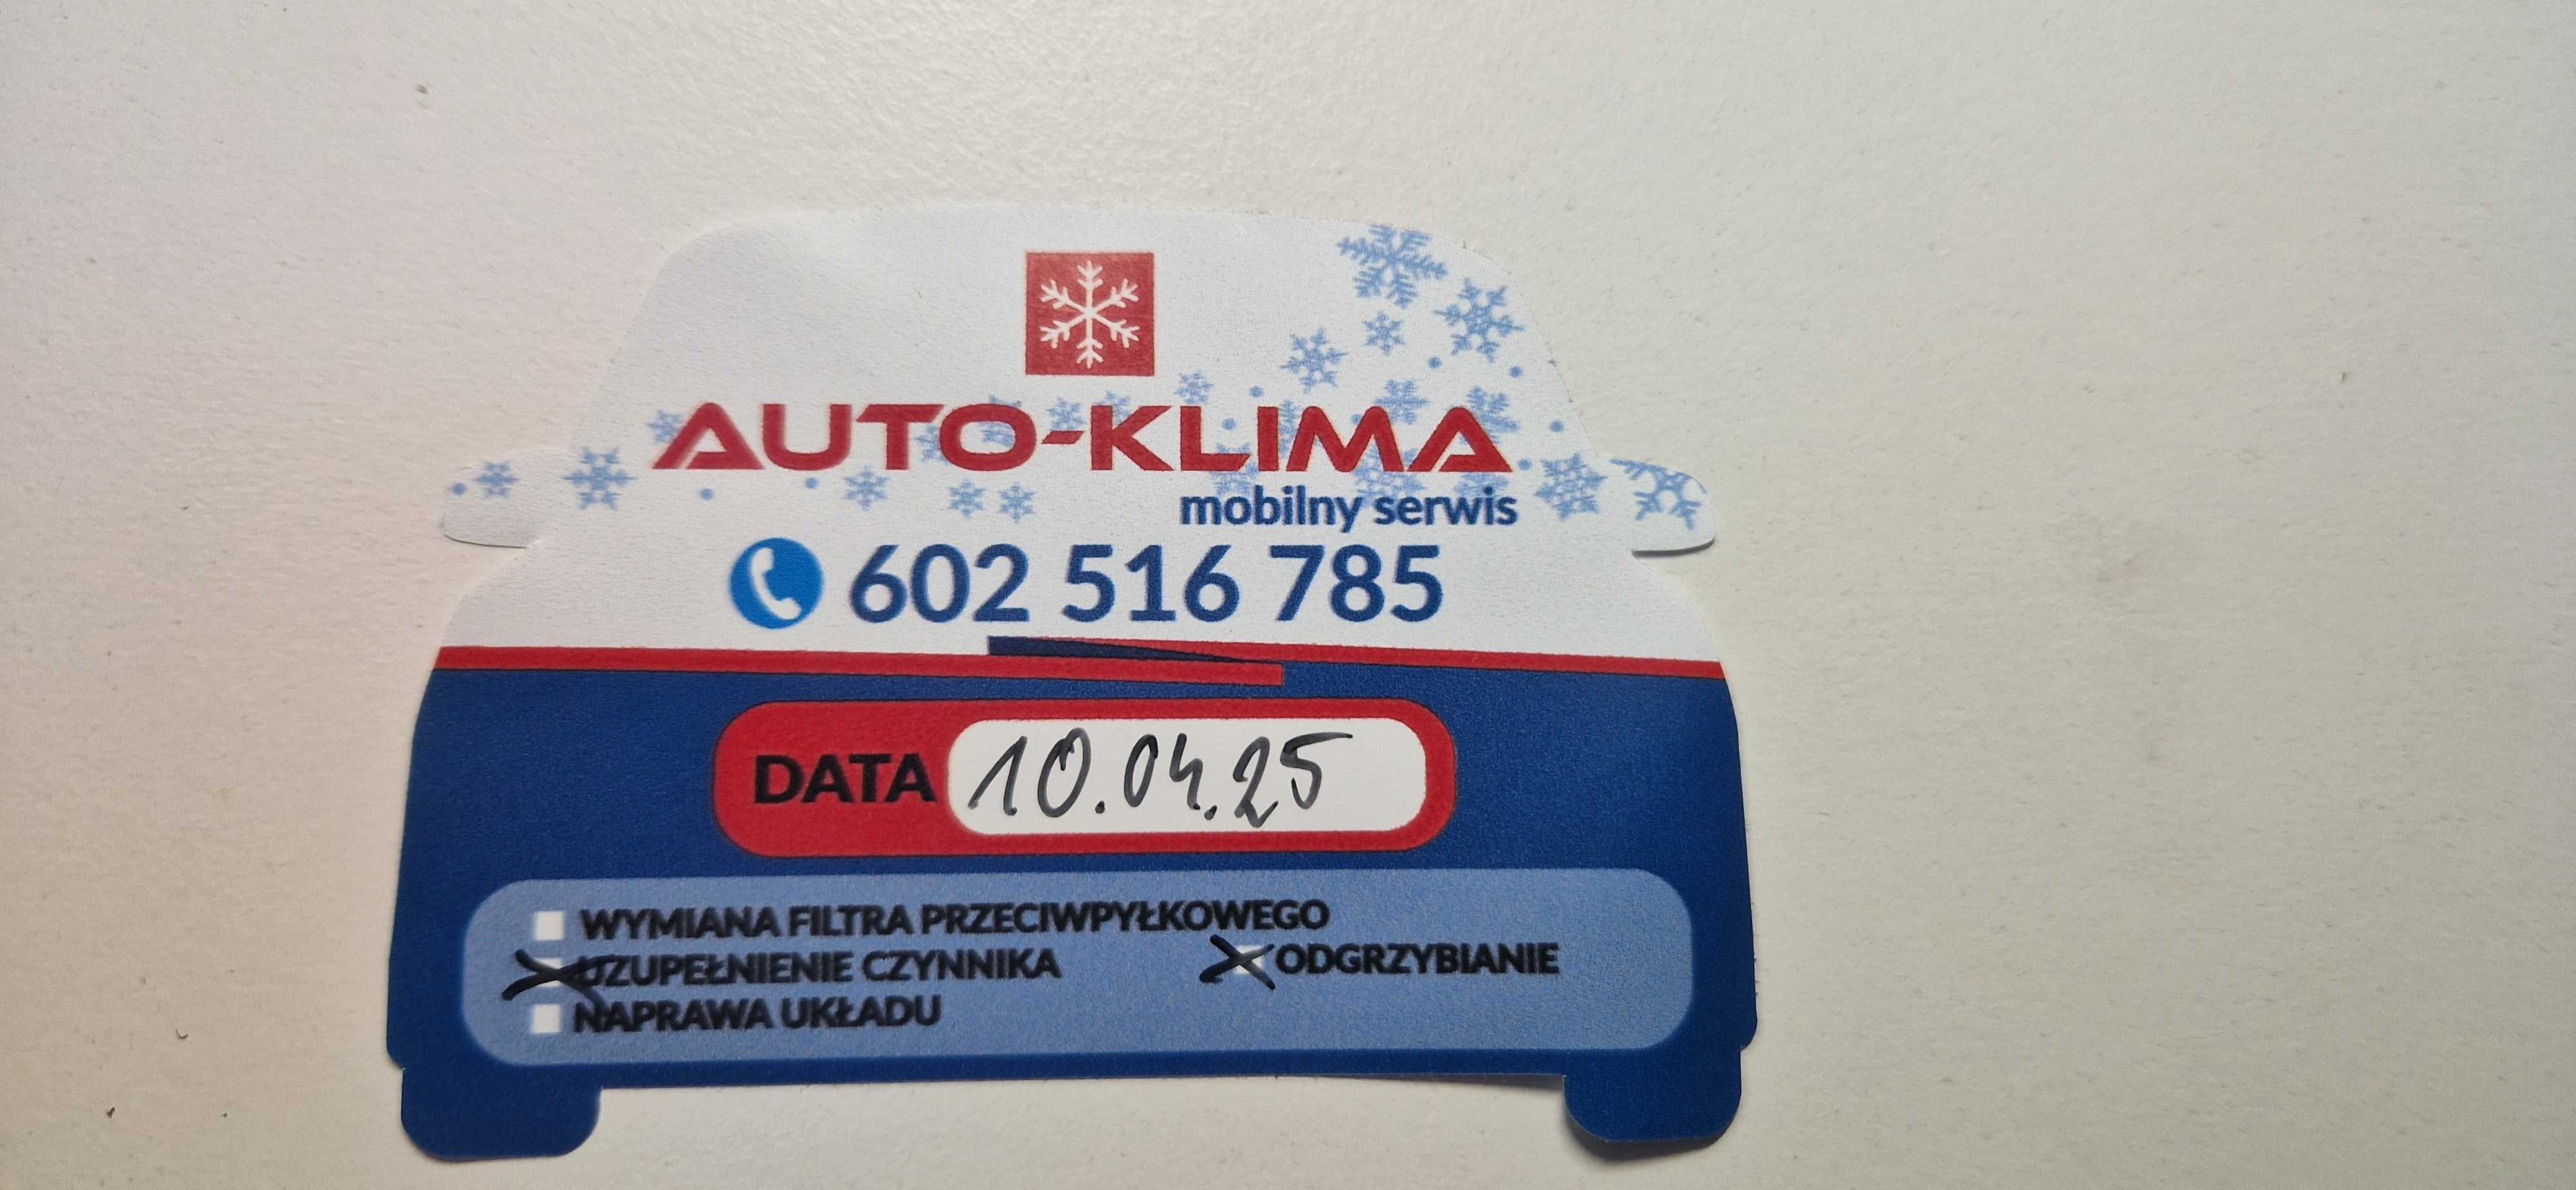 AUTO-KLIMA
mobilny serwis
602 516 785
DATA 10.04.25
WYMIANA FILTRA PRZECIWPYŁKOWEGO
UZUPEŁNIENIE CZYNNIKA
ODGRZYBIANIE
NAPRAWA UKŁADU